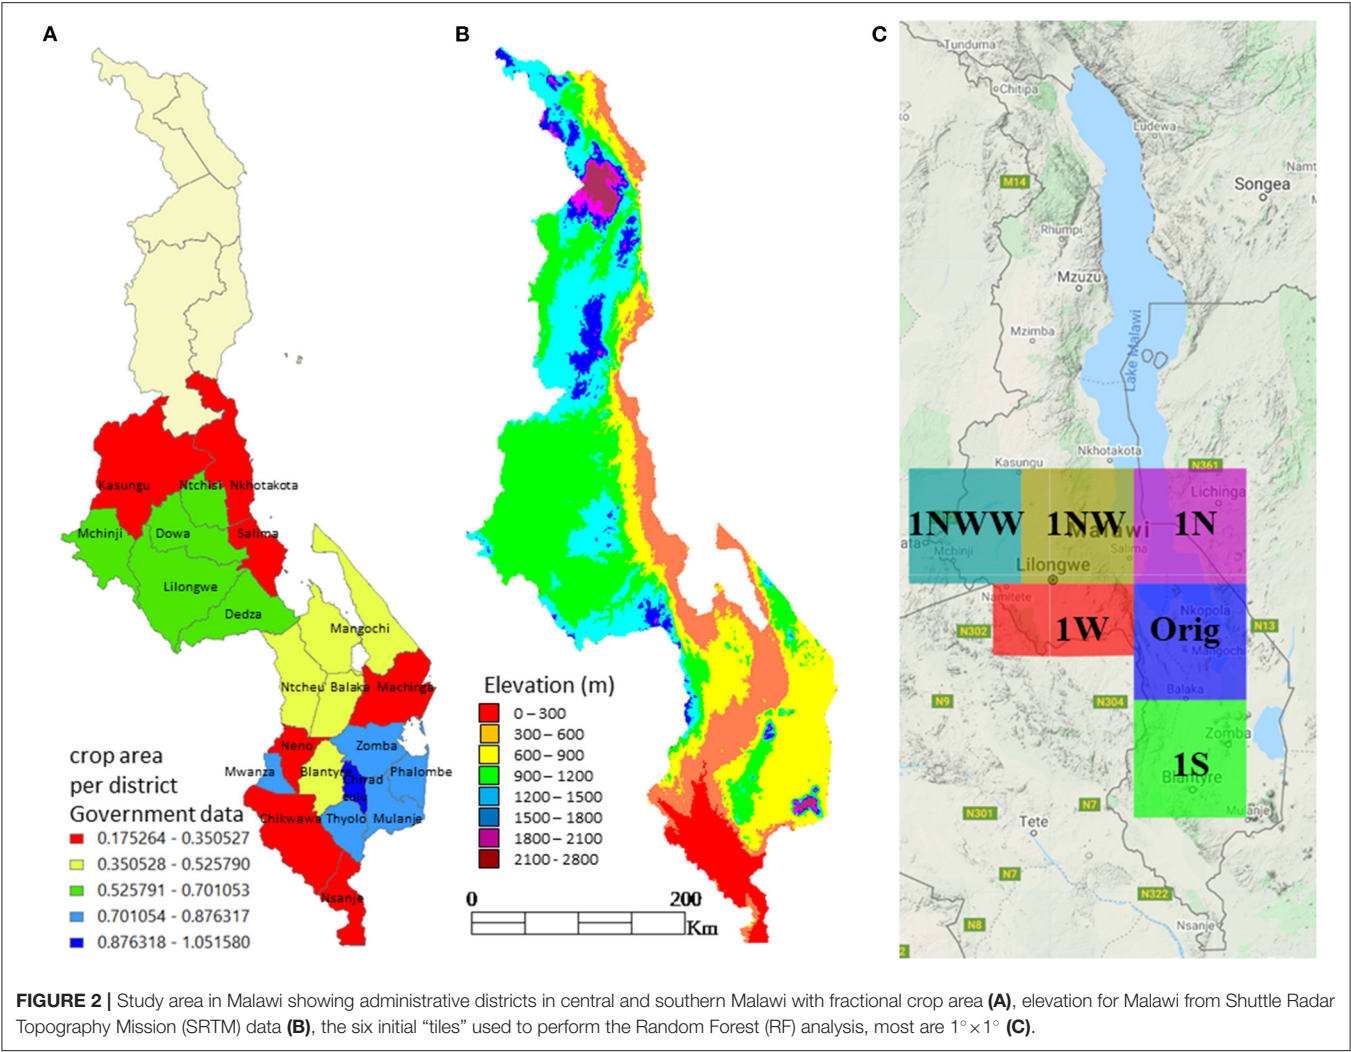 A
B
C
Kasungu
Ntchisi
Nkhotakota
Mchinji
Dowa
Salima
Lilongwe
Dedza
Mangochi
Ntcheu
Balaka
Machinga
Neno
Zomba
Mwanza
Blantyre
Chirad
zulu
Phalombe
Chikwawa
Thyolo
Mulanje
Nsanje
crop area
per district
Government data
0.175264 - 0.350527
0.350528 - 0.525790
0.525791 - 0.701053
0.701054 - 0.876317
0.876318 - 1.051580
Elevation (m)
0 – 300
300 – 600
600 – 900
900 – 1200
1200 – 1500
1500 – 1800
1800 – 2100
2100 - 2800
0 200
Km
Tunduma
Chitipa
Ludewa
M14
Songea
Namt
Rhumpi
Mzuzu
Mzimba
Lake Malawi
Nkhotakota
Kasungu
N361
Lichinga
1NWW
1NW
1N
Malawi
Mchinji
Salima
Lilongwe
Namitete
Nkopola
N302
1W
Orig
N13
Mangochi
Balaka
N9
N304
Zomba
1S
Blantyre
N301
N7
Mulanje
Tete
N7
N322
N8
Nsanje
2
FIGURE 2 | Study area in Malawi showing administrative districts in central and southern Malawi with fractional crop area (A), elevation for Malawi from Shuttle Radar
Topography Mission (SRTM) data (B), the six initial “tiles” used to perform the Random Forest (RF) analysis, most are 1°×1° (C).